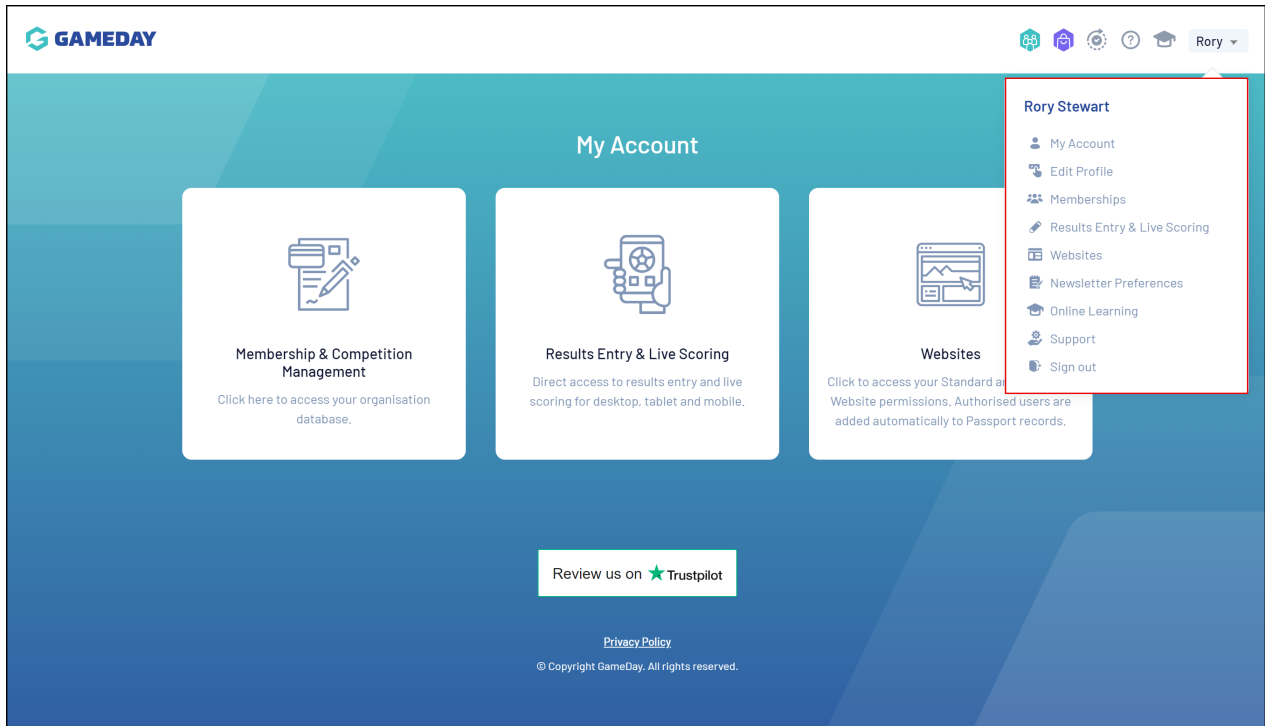 GAMEDAY
Rory
Rory Stewart
My Account
Edit Profile
Memberships
Results Entry & Live Scoring
Websites
Newsletter Preferences
Online Learning
Support
Sign out
My Account
Membership & Competition
Management
Click here to access your organisation
database.
Results Entry & Live Scoring
Direct access to results entry and live
scoring for desktop, tablet and mobile.
Websites
Click to access your Standard
Website permissions. Authorised users are
added automatically to Passport records.
Review us on Trustpilot
Privacy Policy
© Copyright GameDay. All rights reserved.